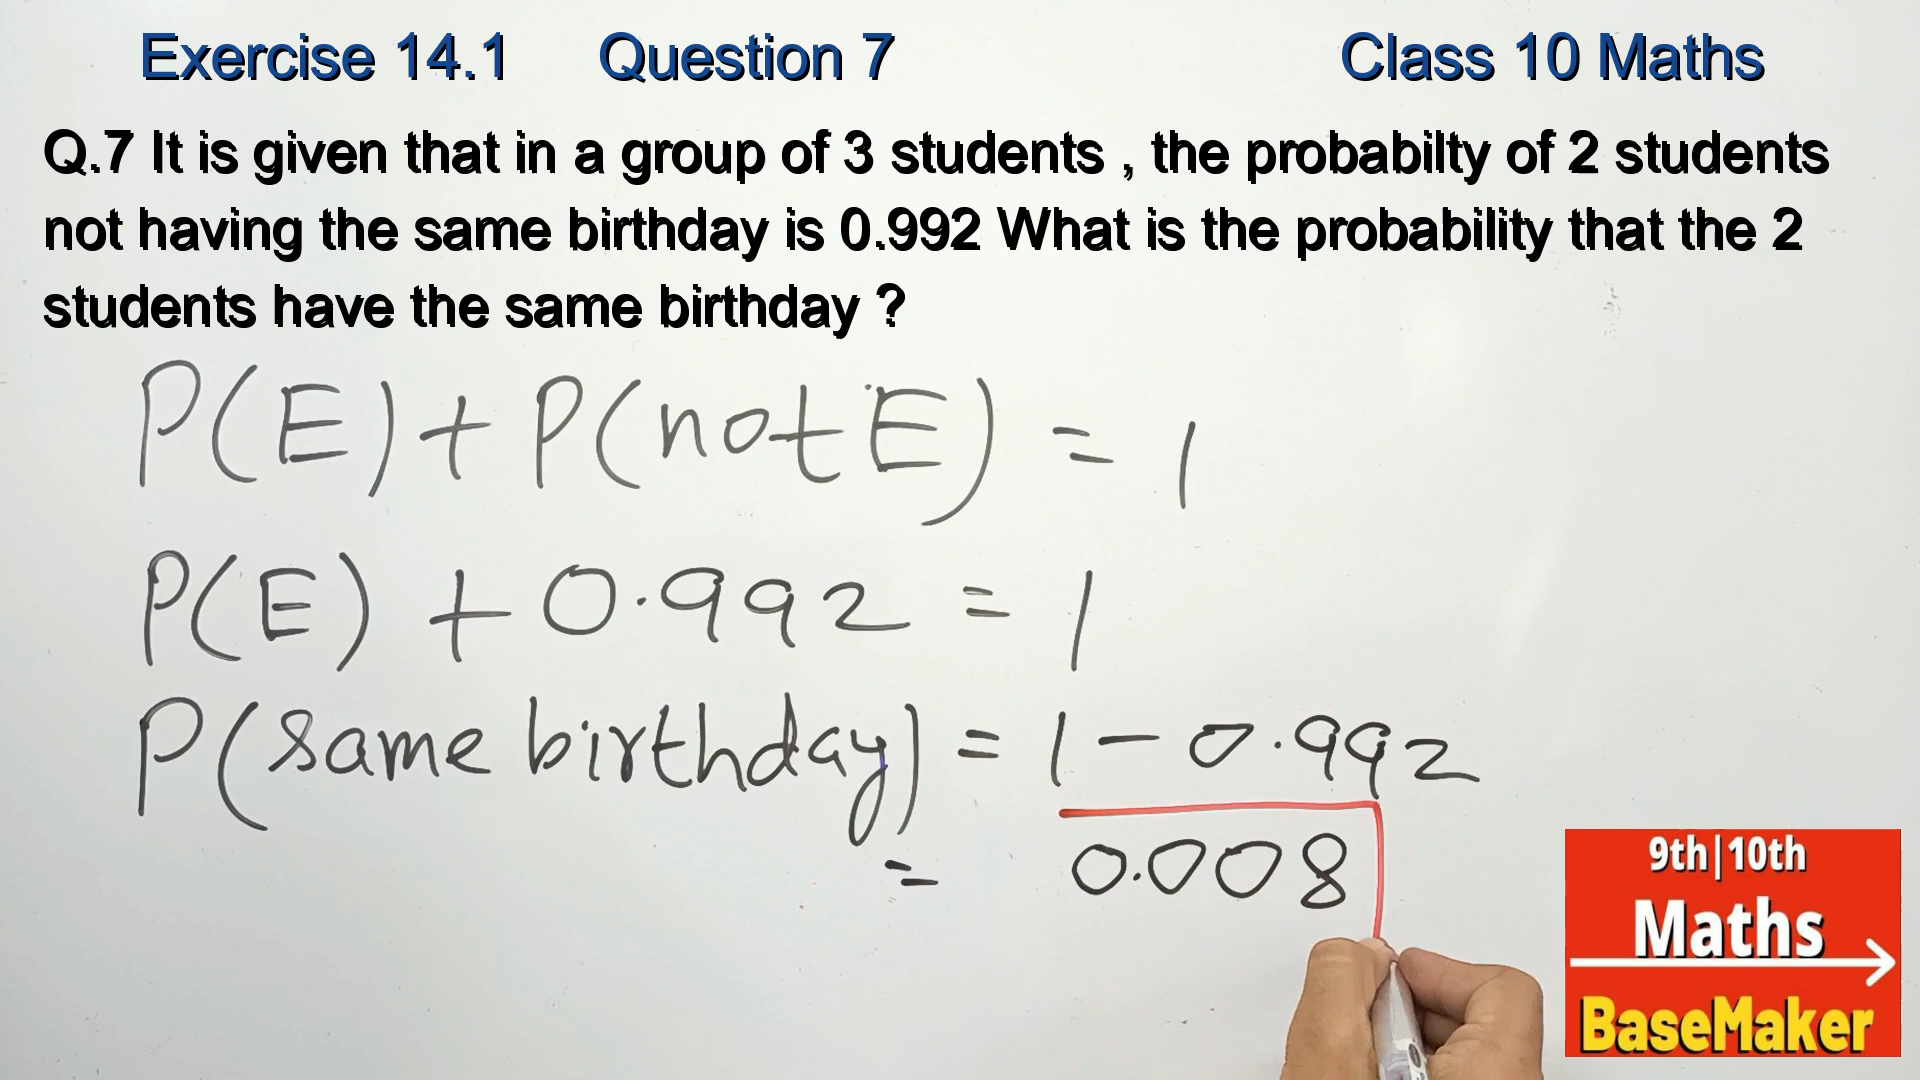 Exercise 14.1 Question 7 Class 10 Maths
Q.7 It is given that in a group of 3 students , the probabilty of 2 students
not having the same birthday is 0.992 What is the probability that the 2
students have the same birthday ?
P(E) + P(not E) = 1
P(E) + 0.992 = 1
P(same birthday) = 1 - 0.992
= 0.008
9th|10th
Maths
BaseMaker